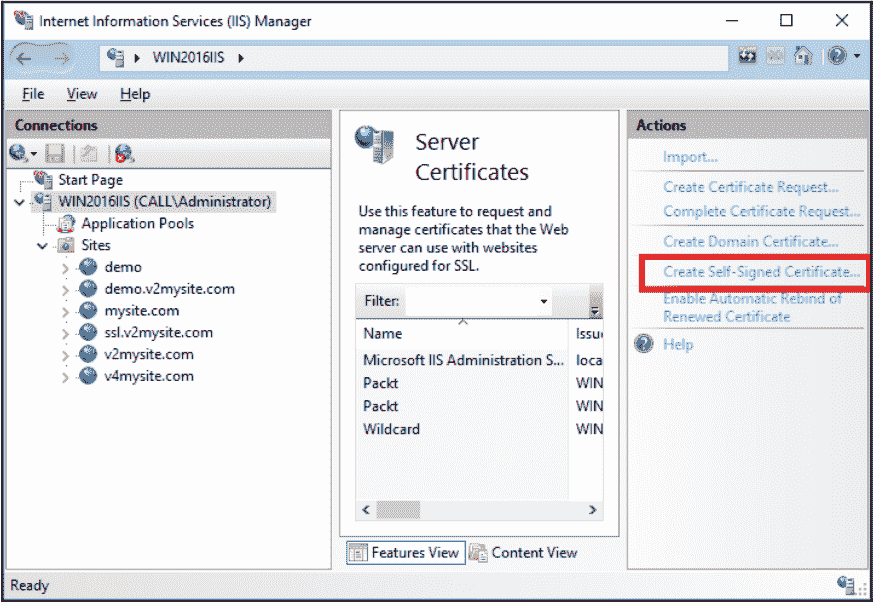 Internet Information Services (IIS) Manager
WIN2016IIS
File View Help
Connections
Start Page
WIN2016IIS (CALL\Administrator)
Application Pools
Sites
demo
demo.v2mysite.com
mysite.com
ssl.v2mysite.com
v2mysite.com
v4mysite.com
Server
Certificates
Use this feature to request and
manage certificates that the Web
server can use with websites
configured for SSL.
Filter:
Name Issu
Microsoft IIS Administration S... loca
Packt WIN
Packt WIN
Wildcard WIN
Features View Content View
Actions
Import...
Create Certificate Request...
Complete Certificate Request...
Create Domain Certificate...
Create Self-Signed Certificate...
Enable Automatic Rebind of
Renewed Certificate
Help
Ready